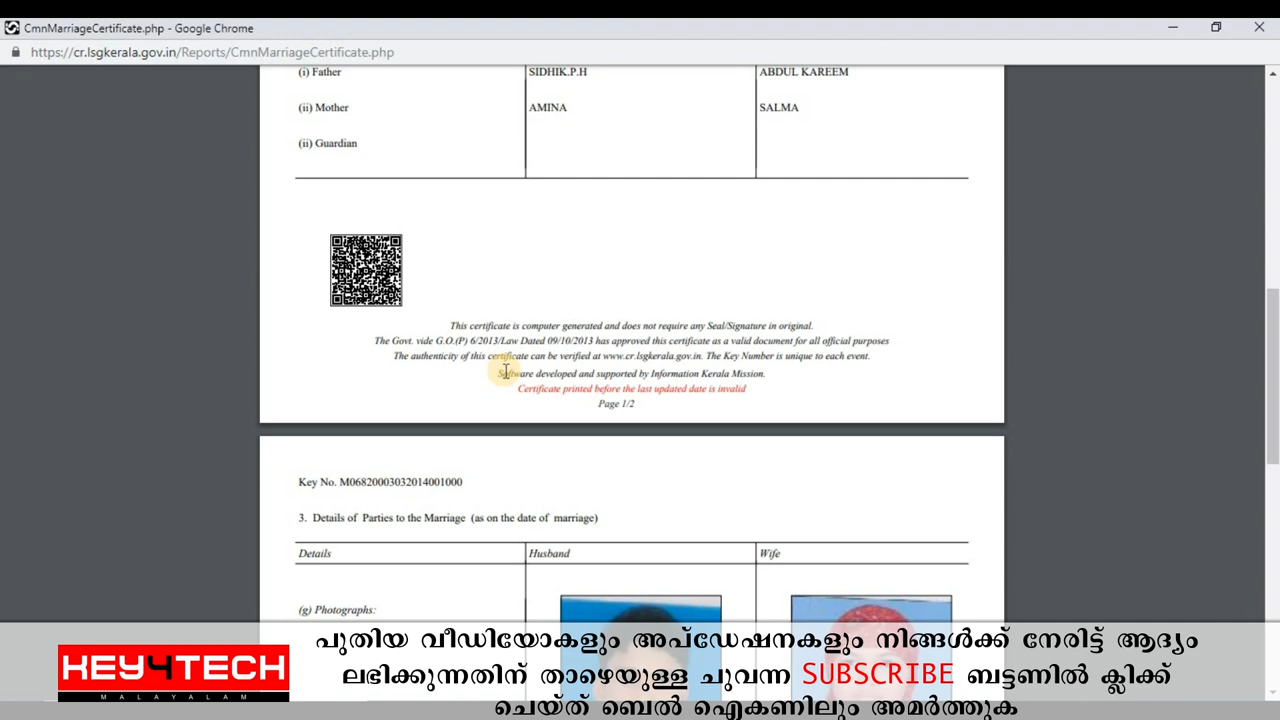 CmnMarriageCertificate.php - Google Chrome
https://cr.lsgkerala.gov.in/Reports/CmnMarriageCertificate.php
(i) Father SIDHIK.P.H ABDUL KAREEM
(ii) Mother AMINA SALMA
(ii) Guardian
This certificate is computer generated and does not require any Seal/Signature in original.
The Govt. vide G.O.(P) 6/2013/Law Dated 09/10/2013 has approved this certificate as a valid document for all official purposes
The authenticity of this certificate can be verified at www.cr.lsgkerala.gov.in. The Key Number is unique to each event.
Software developed and supported by Information Kerala Mission.
Certificate printed before the last updated date is invalid
Page 1/2
Key No. M06820003032014001000
3. Details of Parties to the Marriage (as on the date of marriage)
Details Husband Wife
(g) Photographs:
പുതിയ വീഡിയോകളും അപ്ഡേഷനകളും നിങ്ങൾക്ക് നേരിട്ട് ആദ്യം
ലഭിക്കുന്നതിന് താഴെയുള്ള ചുവന്ന SUBSCRIBE ബട്ടണിൽ ക്ലിക്ക്
ചെയ്ത് ബെൽ ഐകണിലും അമർത്തുക
KEY4TECH
MALAYALAM